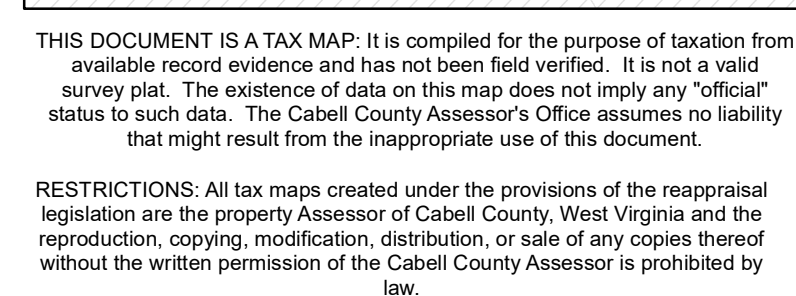 THIS DOCUMENT IS A TAX MAP: It is compiled for the purpose of taxation from
available record evidence and has not been field verified.  It is not a valid
survey plat.  The existence of data on this map does not imply any "official"
status to such data.  The Cabell County Assessor's Office assumes no liability
that might result from the inappropriate use of this document.
RESTRICTIONS: All tax maps created under the provisions of the reappraisal
legislation are the property Assessor of Cabell County, West Virginia and the
reproduction, copying, modification, distribution, or sale of any copies thereof
without the written permission of the Cabell County Assessor is prohibited by
law.